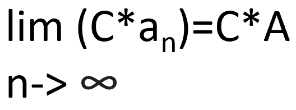 lim (C*aₙ)=C*A
n-> ∞